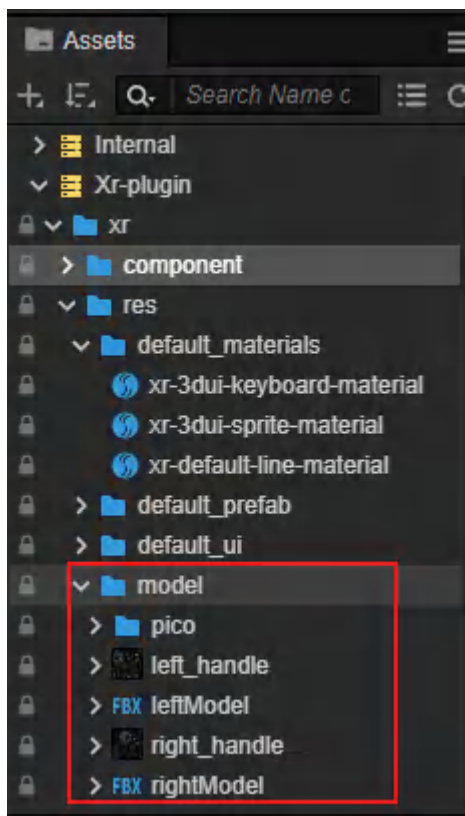 Assets
Search Name c
Internal
Xr-plugin
xr
component
res
default_materials
xr-3dui-keyboard-material
xr-3dui-sprite-material
xr-default-line-material
default_prefab
default_ui
model
pico
left_handle
FBX leftModel
right_handle
FBX rightModel